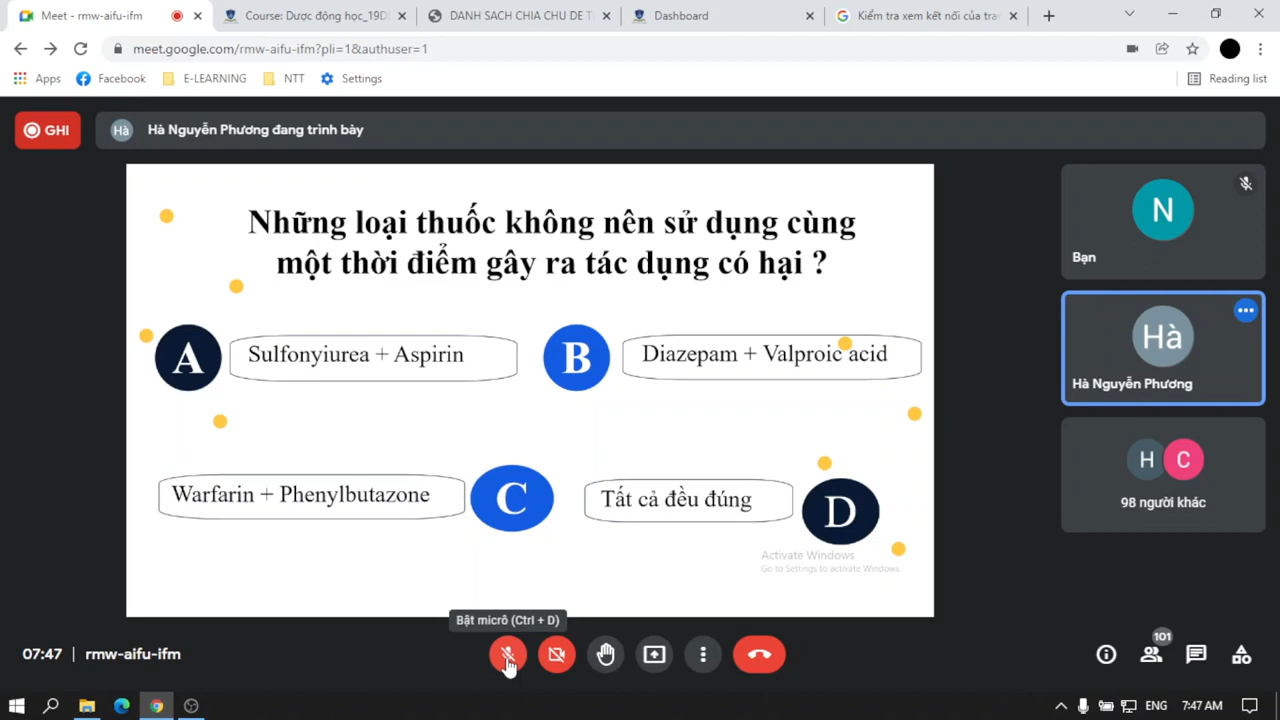 Meet - rmw-aifu-ifm
Course: Dược động học_19D
DANH SACH CHIA CHU DE T
Dashboard
Kiểm tra xem kết nối của tra
meet.google.com/rmw-aifu-ifm?pli=1&authuser=1
Apps
Facebook
E-LEARNING
NTT
Settings
Reading list
GHI
Hà
Hà Nguyễn Phương đang trình bày
Những loại thuốc không nên sử dụng cùng
một thời điểm gây ra tác dụng có hại ?
A
Sulfonyiurea + Aspirin
B
Diazepam + Valproic acid
Warfarin + Phenylbutazone
C
Tất cả đều đúng
D
Activate Windows
Go to Settings to activate Windows.
N
Bạn
Hà
Hà Nguyễn Phương
H
C
98 người khác
Bật micrô (Ctrl + D)
07:47 | rmw-aifu-ifm
101
ENG
7:47 AM